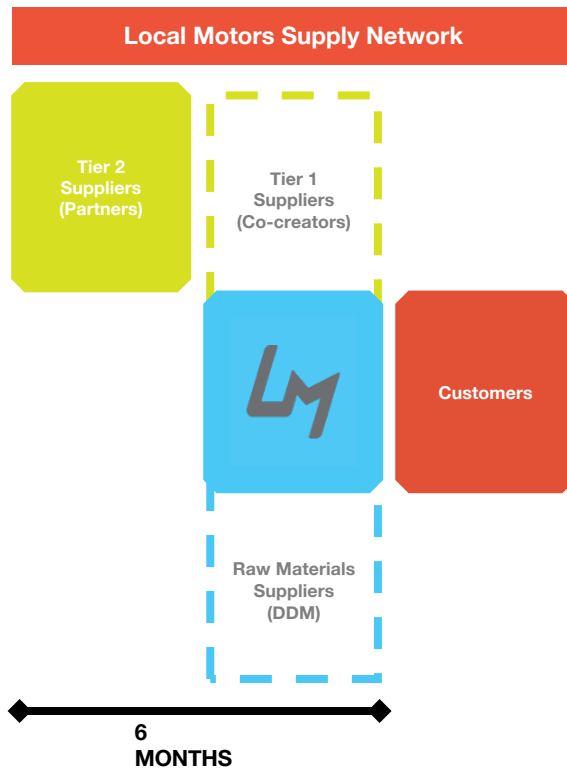 Local Motors Supply Network
Tier 2
Suppliers
(Partners)
Tier 1
Suppliers
(Co-creators)
LM
Customers
Raw Materials
Suppliers
(DDM)
6
MONTHS